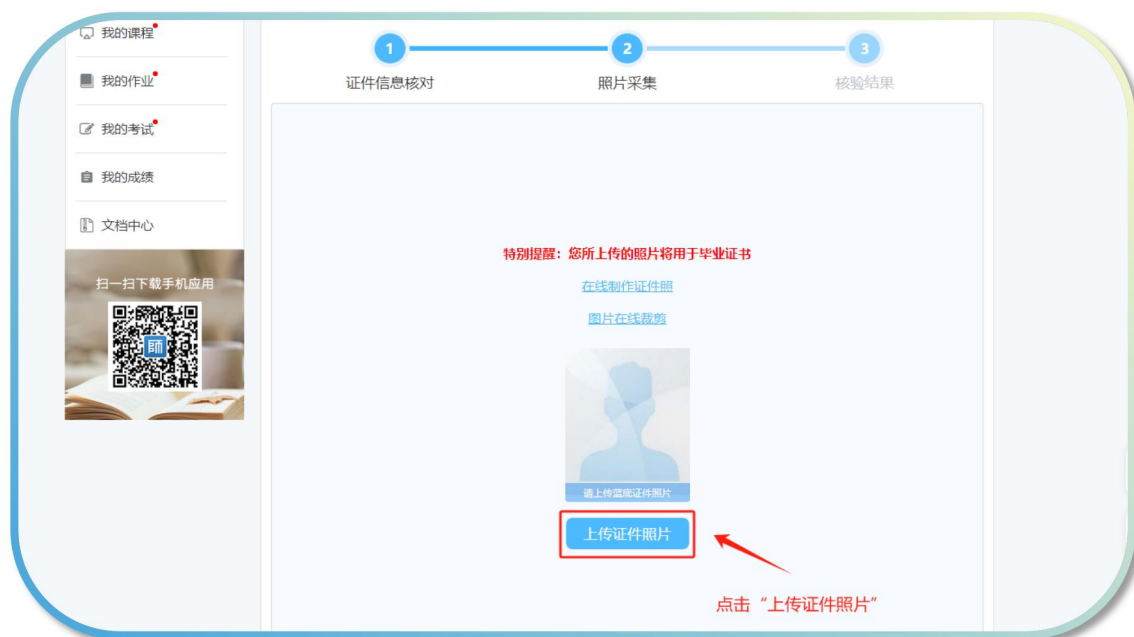 我的课程
我的作业
我的考试
我的成绩
文档中心
扫一扫下载手机应用
師
1
2
3
证件信息核对
照片采集
核验结果
特别提醒：您所上传的照片将用于毕业证书
在线制作证件照
图片在线裁剪
请上传蓝底证件照片
上传证件照片
点击“上传证件照片”